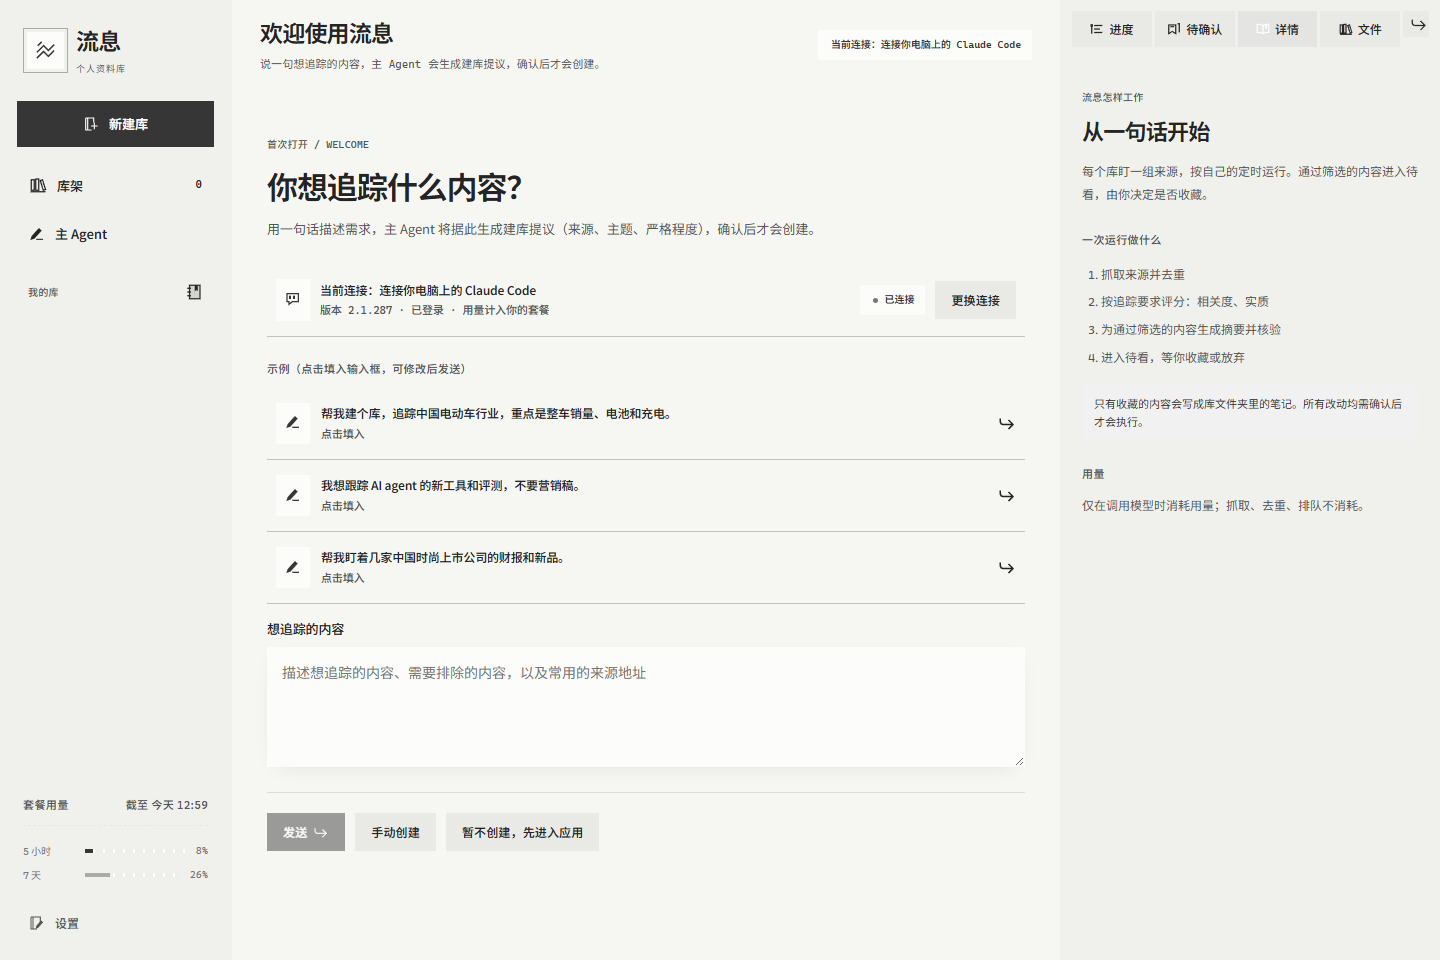 流息
个人资料库
新建库
库架 0
主 Agent
我的库
套餐用量 截至 今天 12:59
5 小时 8%
7 天 26%
设置
欢迎使用流息
说一句想追踪的内容，主 Agent 会生成建库提议，确认后才会创建。
当前连接：连接你电脑上的 Claude Code
首次打开 / WELCOME
你想追踪什么内容？
用一句话描述需求，主 Agent 将据此生成建库提议（来源、主题、严格程度），确认后才会创建。
当前连接：连接你电脑上的 Claude Code
版本 2.1.287 · 已登录 · 用量计入你的套餐
已连接
更换连接
示例（点击填入输入框，可修改后发送）
帮我建个库，追踪中国电动车行业，重点是整车销量、电池和充电。
点击填入
我想跟踪 AI agent 的新工具和评测，不要营销稿。
点击填入
帮我盯着几家中国时尚上市公司的财报和新品。
点击填入
想追踪的内容
描述想追踪的内容、需要排除的内容，以及常用的来源地址
发送
手动创建
暂不创建，先进入应用
进度
待确认
详情
文件
流息怎样工作
从一句话开始
每个库盯一组来源，按自己的定时运行。通过筛选的内容进入待
看，由你决定是否收藏。
一次运行做什么
1. 抓取来源并去重
2. 按追踪要求评分：相关度、实质
3. 为通过筛选的内容生成摘要并核验
4. 进入待看，等你收藏或放弃
只有收藏的内容会写成库文件夹里的笔记。所有改动均需确认后
才会执行。
用量
仅在调用模型时消耗用量；抓取、去重、排队不消耗。